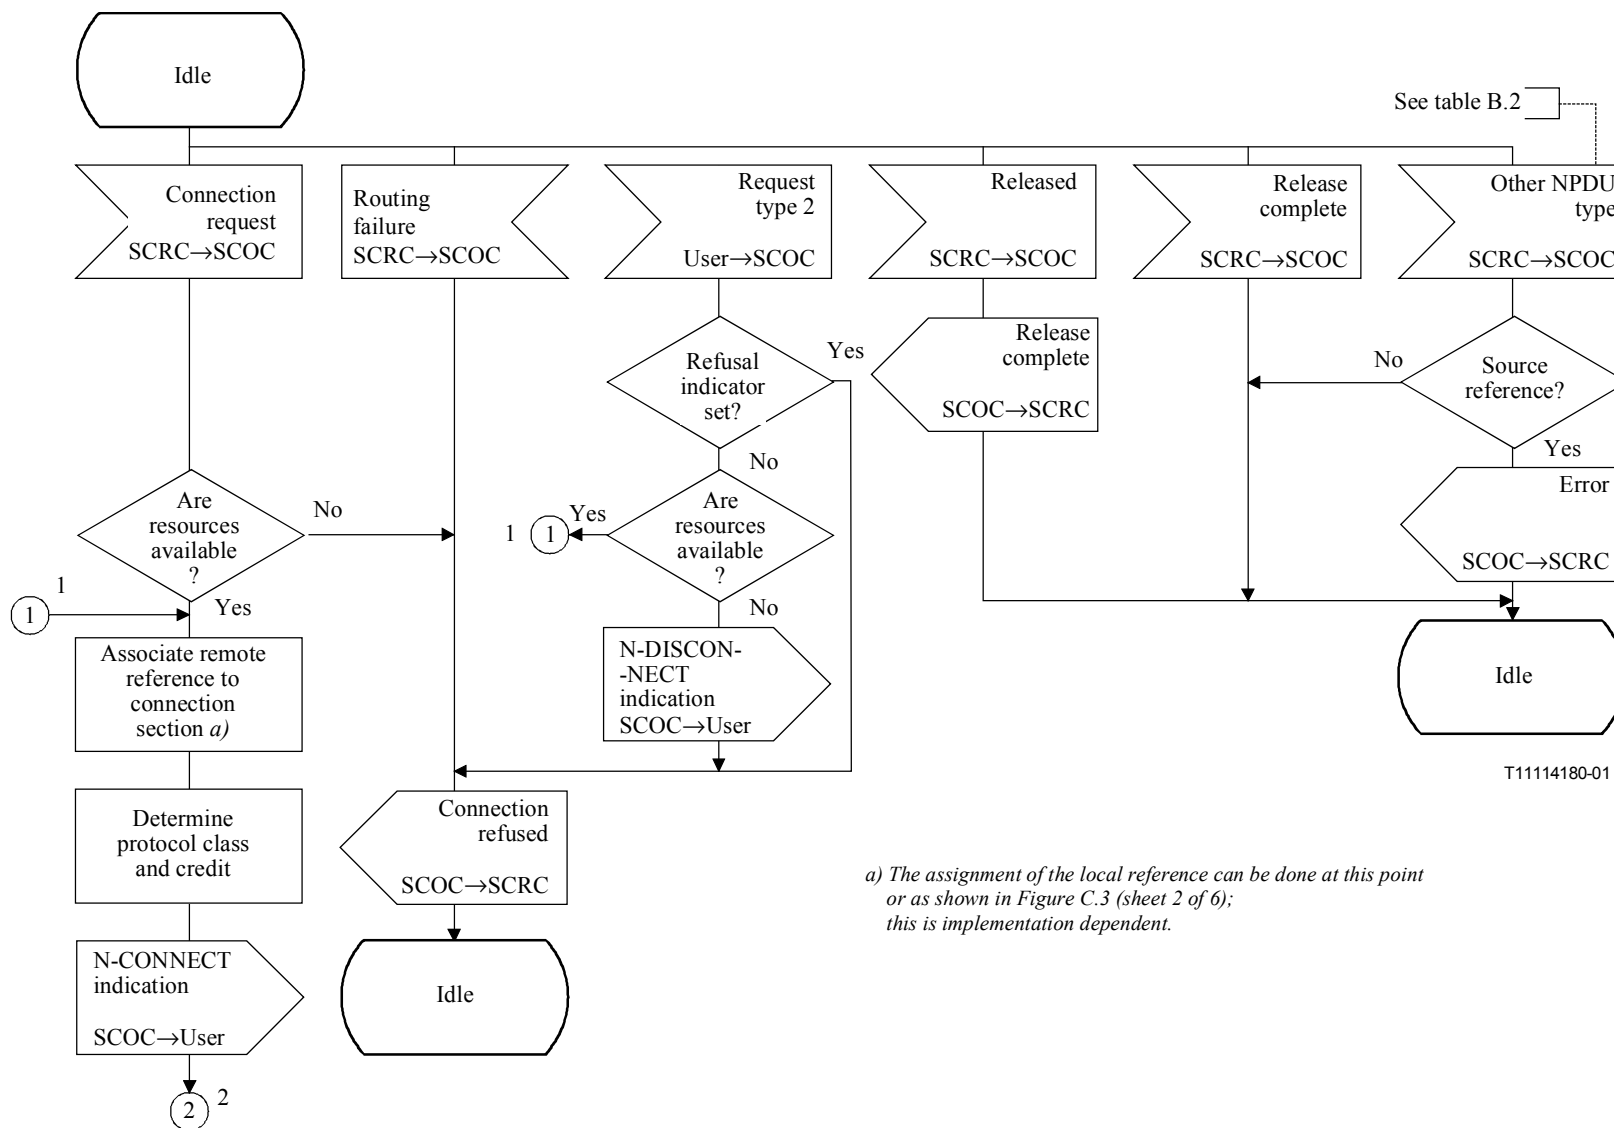 Idle
See table B.2
Connection
request
SCRC→SCOC
Routing
failure
SCRC→SCOC
Request
type 2
User→SCOC
Released
SCRC→SCOC
Release
complete
SCRC→SCOC
Other NPDU
type
SCRC→SCOC
Refusal
indicator
set?
Yes
No
Release
complete
SCOC→SCRC
No
Source
reference?
Yes
Error
SCOC→SCRC
Are
resources
available
?
No
Yes
1
1
1
1
Yes
Are
resources
available
?
No
Associate remote
reference to
connection
section a)
N-DISCON-
-NECT
indication
SCOC→User
Idle
T11114180-01
Determine
protocol class
and credit
Connection
refused
SCOC→SCRC
a) The assignment of the local reference can be done at this point
or as shown in Figure C.3 (sheet 2 of 6);
this is implementation dependent.
N-CONNECT
indication
SCOC→User
Idle
2
2